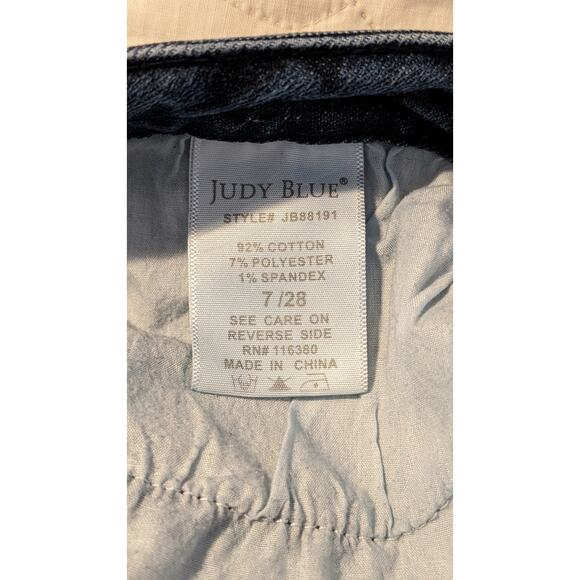 JUDY BLUE®
STYLE# JB88191
92% COTTON
7% POLYESTER
1% SPANDEX
7 /28
SEE CARE ON
REVERSE SIDE
RN# 116380
MADE IN CHINA